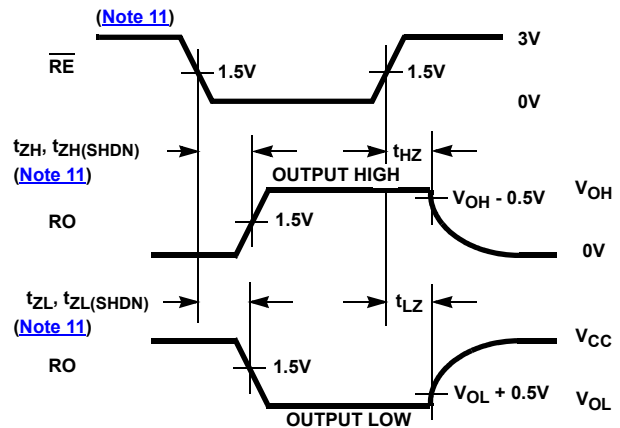 (Note 11)
3V
RE
1.5V
1.5V
0V
tZH, tZH(SHDN)
(Note 11)
tHZ
OUTPUT HIGH
VOH - 0.5V
VOH
RO
1.5V
0V
tZL, tZL(SHDN)
(Note 11)
tLZ
VCC
RO
1.5V
VOL + 0.5V
VOL
OUTPUT LOW